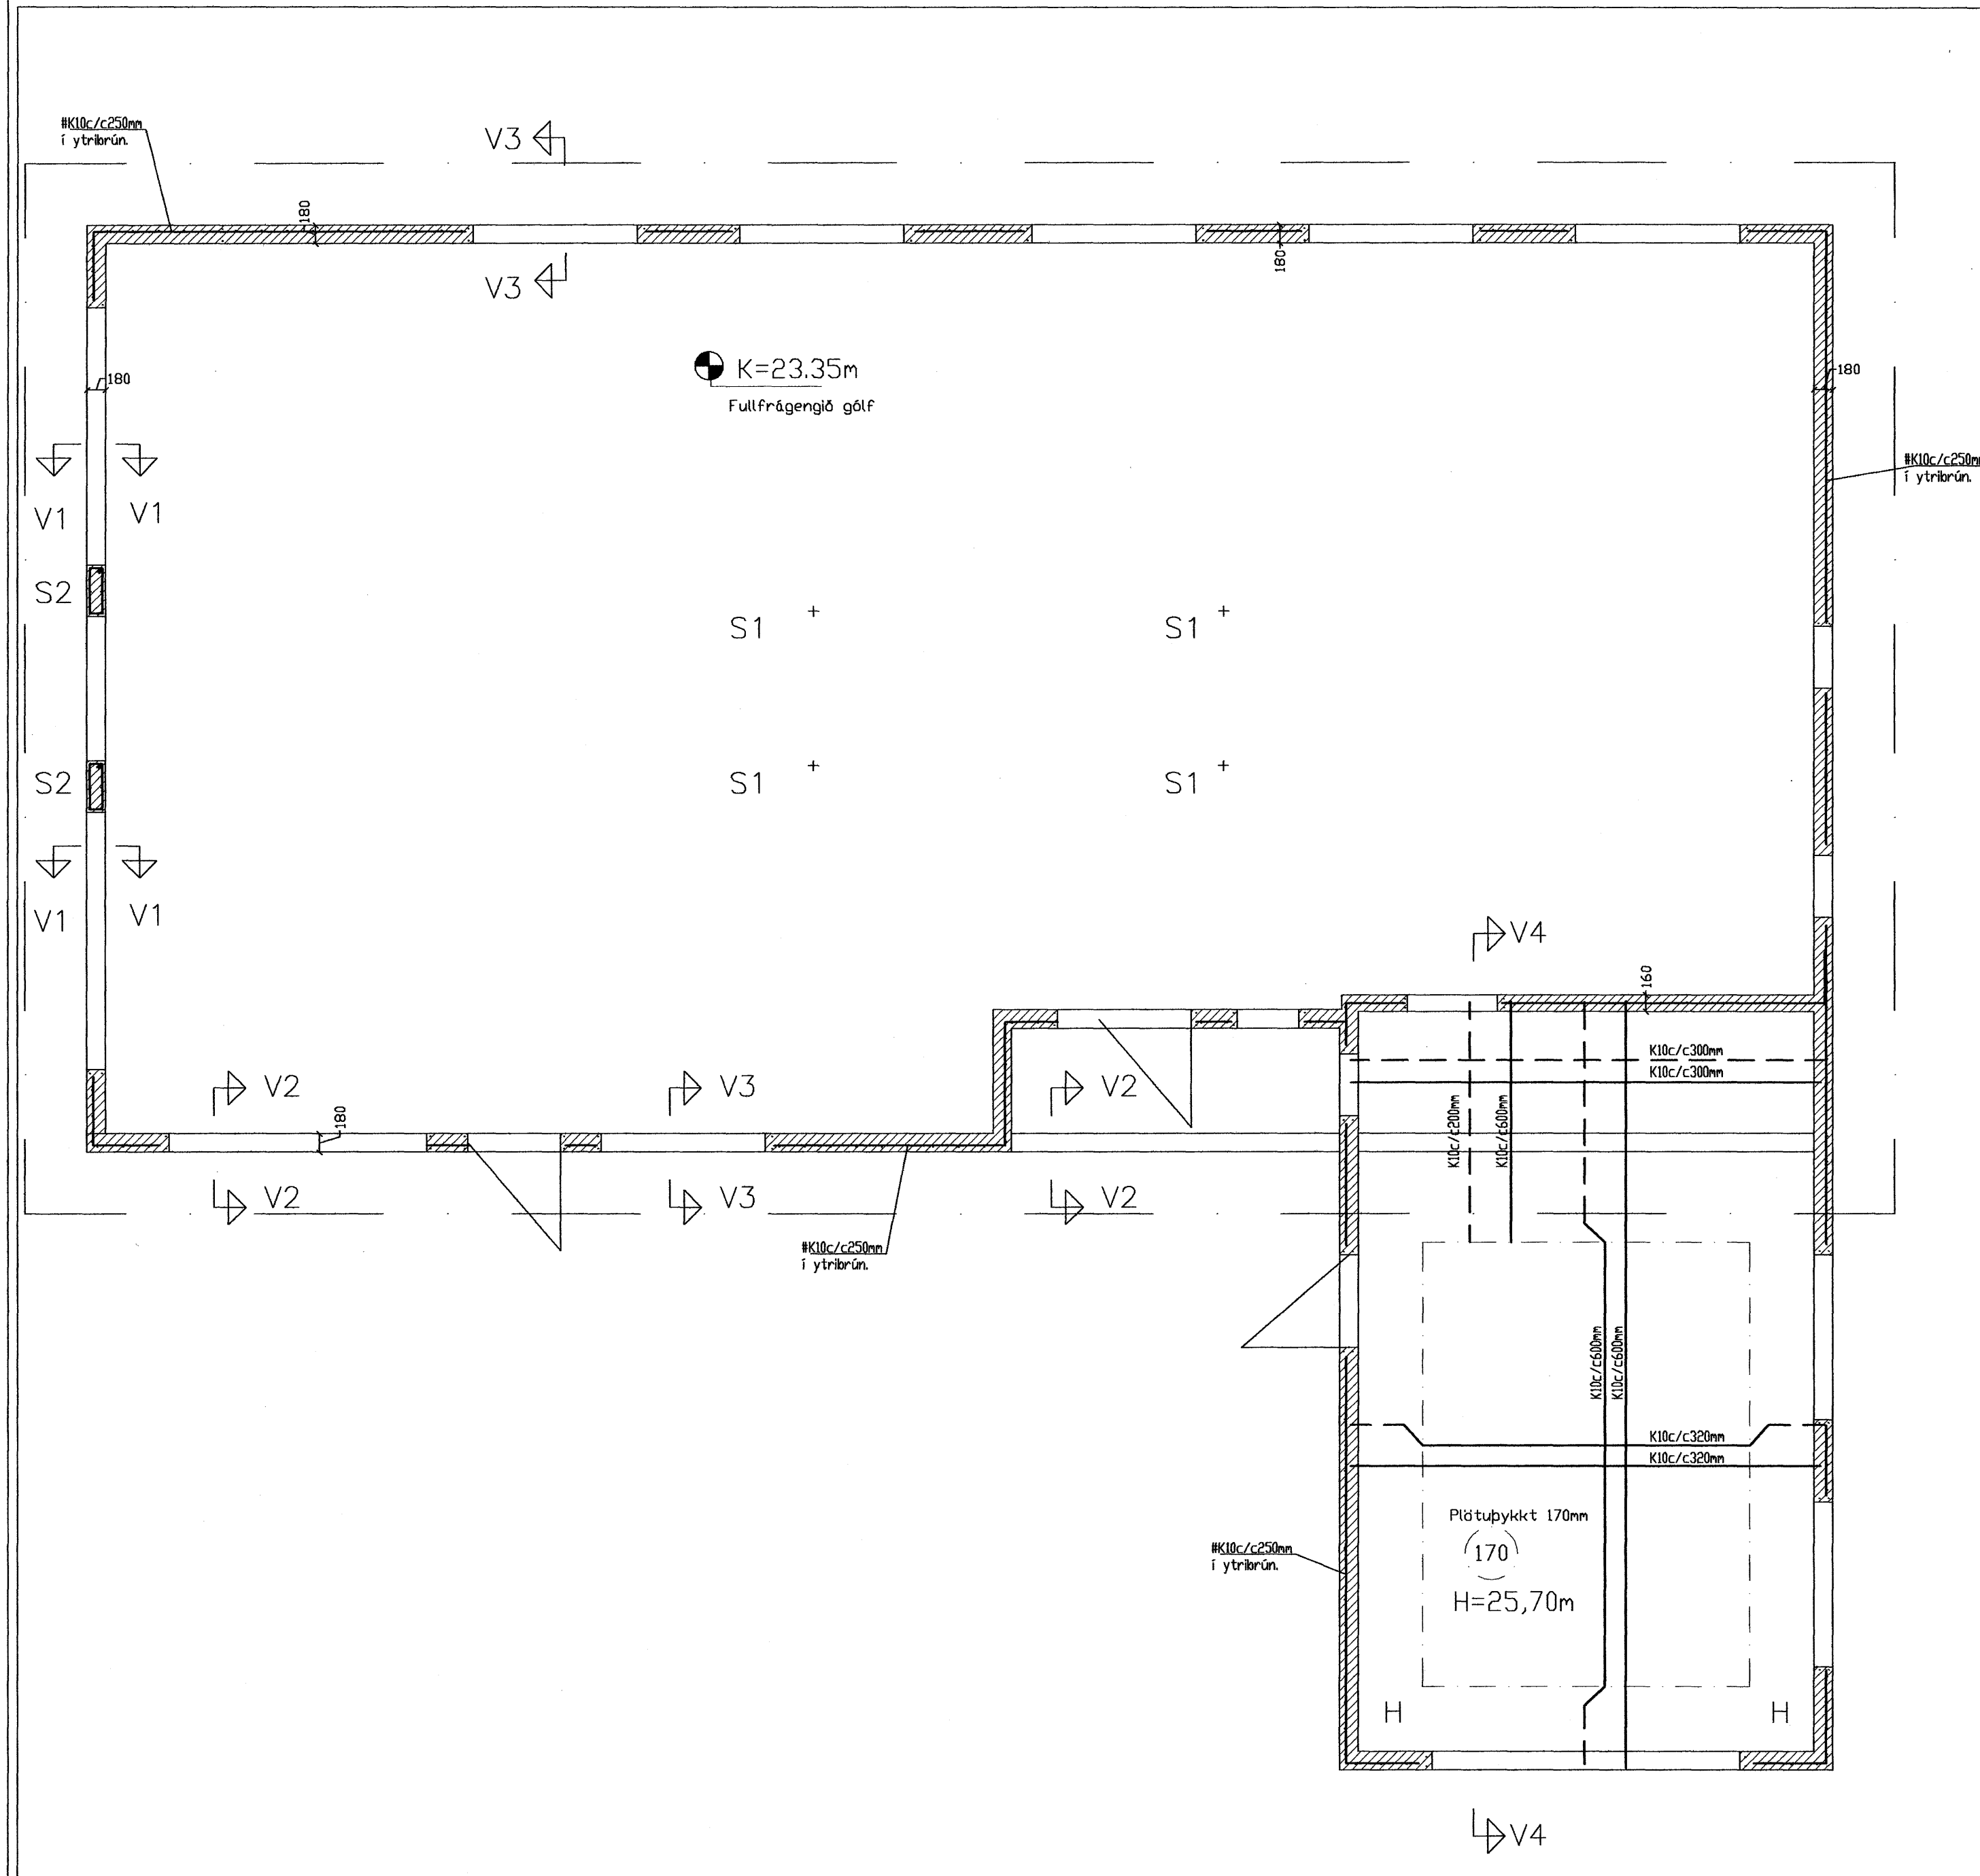 #K10c/c250mm
í ytribrún.
V3
180
V3
180
K=23.35m
Fullfrágengið gólf
180
180
#K10c/c250mm
í ytribrún.
V1
V1
S2
S1
S1
S2
S1
S1
V1
V1
V4
160
K10c/c300mm
K10c/c300mm
V2
180
V3
V2
K10c/c200mm
K10c/c600mm
V2
V3
V2
#K10c/c250mm
í ytribrún.
K10c/c600mm
K10c/c600mm
K10c/c320mm
K10c/c320mm
Plötuþykkt 170mm
170
#K10c/c250mm
í ytribrún.
H=25,70m
H
H
V4